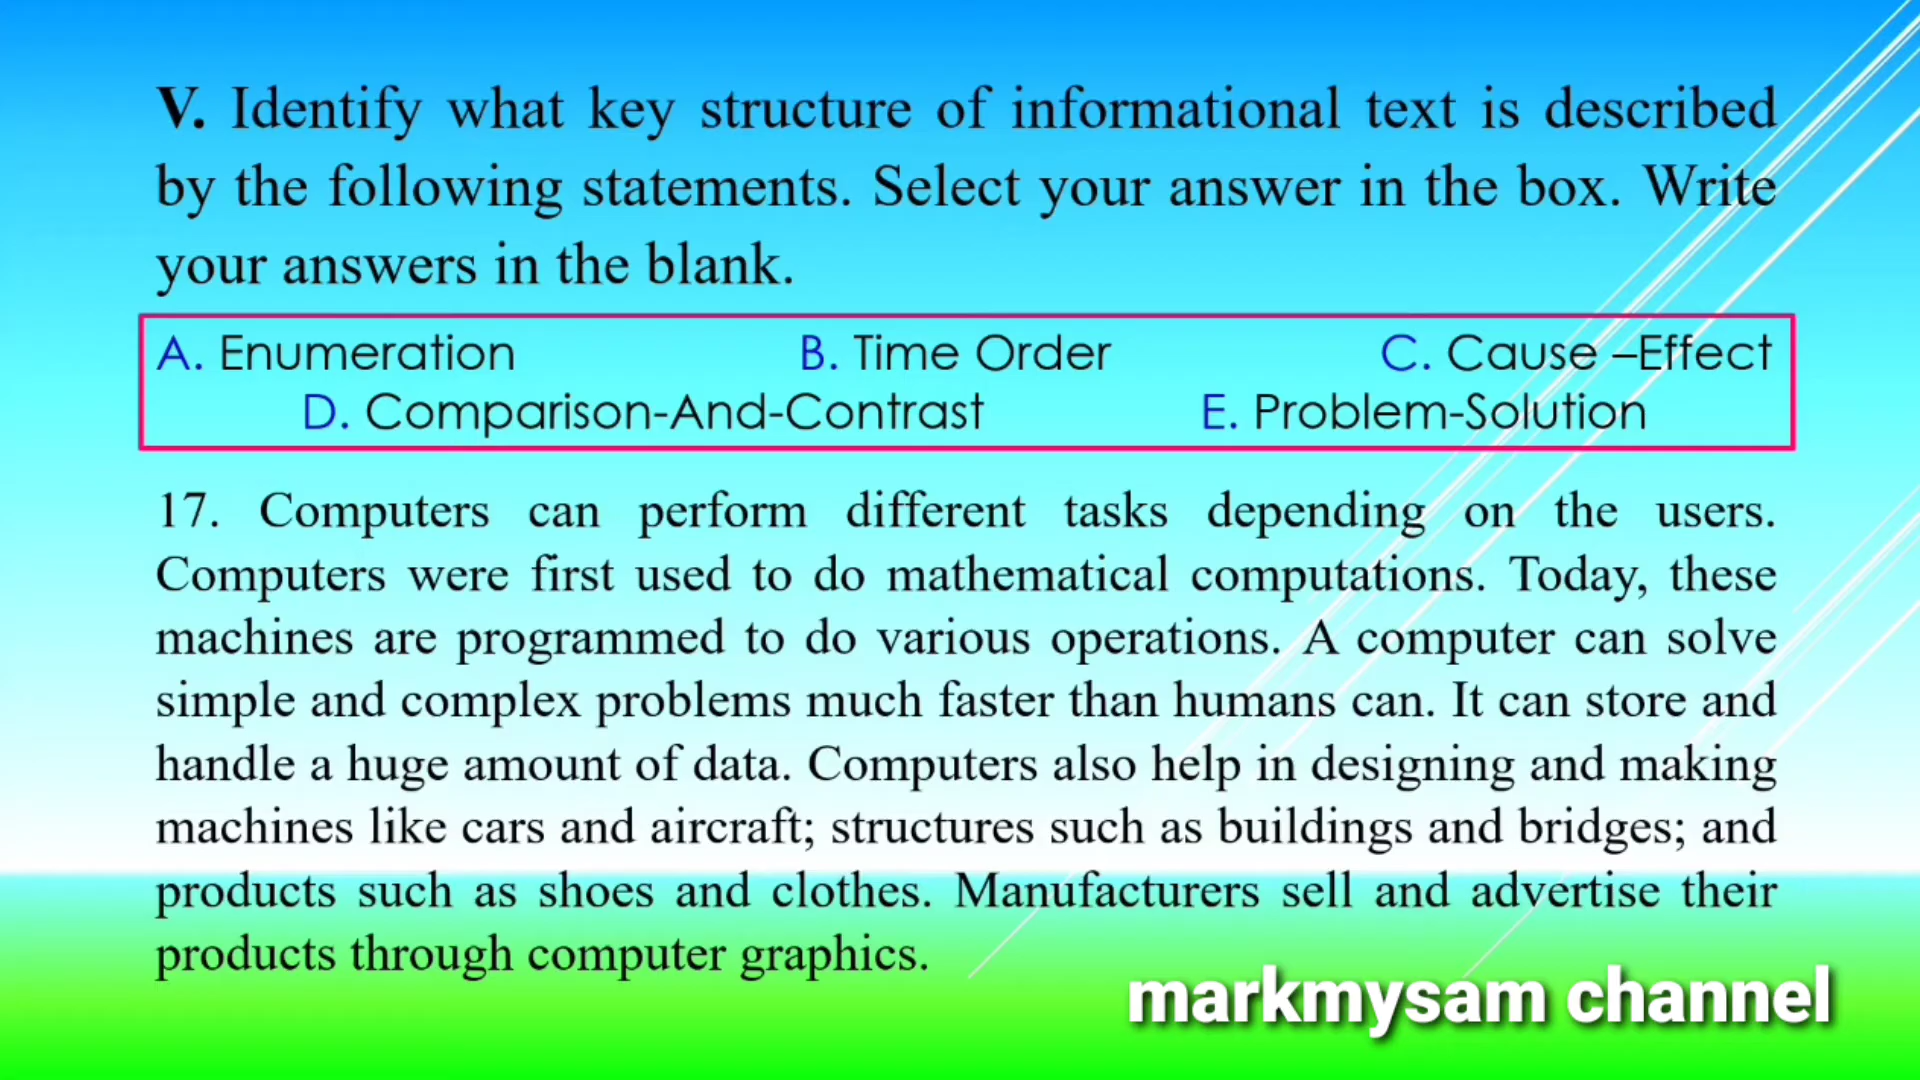 V. Identify what key structure of informational text is described
by the following statements. Select your answer in the box. Write
your answers in the blank.
A. Enumeration B. Time Order C. Cause –Effect
D. Comparison-And-Contrast E. Problem-Solution
17. Computers can perform different tasks depending on the users.
Computers were first used to do mathematical computations. Today, these
machines are programmed to do various operations. A computer can solve
simple and complex problems much faster than humans can. It can store and
handle a huge amount of data. Computers also help in designing and making
machines like cars and aircraft; structures such as buildings and bridges; and
products such as shoes and clothes. Manufacturers sell and advertise their
products through computer graphics.
markmysam channel